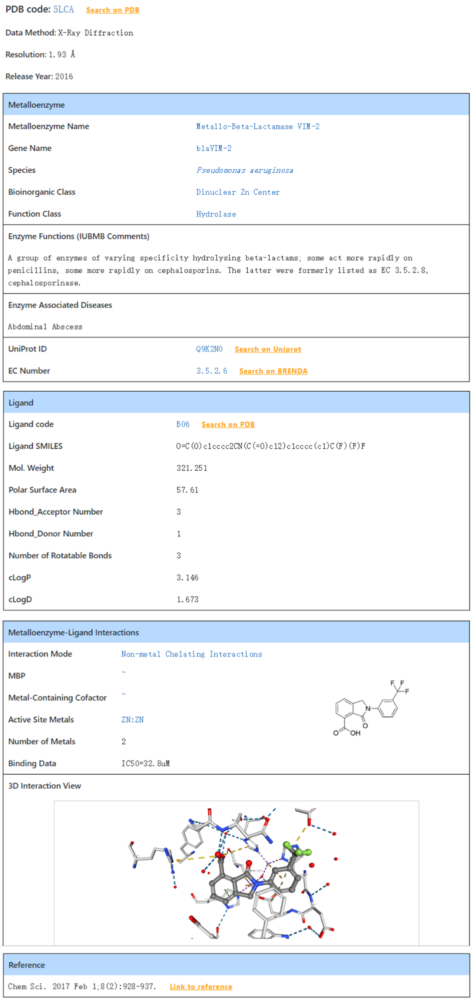 PDB code: 5LCA Search on PDB
Data Method: X-Ray Diffraction
Resolution: 1.93 Å
Release Year: 2016
Metalloenzyme
Metalloenzyme Name Metallo-Beta-Lactamase VIM-2
Gene Name blaVIM-2
Species Pseudomonas aeruginosa
Bioinorganic Class Dinuclear Zn Center
Function Class Hydrolase
Enzyme Functions (IUBMB Comments)
A group of enzymes of varying specificity hydrolysing beta-lactams; some act more rapidly on
penicillins, some more rapidly on cephalosporins. The latter were formerly listed as EC 3.5.2.8,
cephalosporinase.
Enzyme Associated Diseases
Abdominal Abscess
UniProt ID Q9K2N0 Search on Uniprot
EC Number 3.5.2.6 Search on BRENDA
Ligand
Ligand code B06 Search on PDB
Ligand SMILES O=C(O)c1cccc2CN(C(=O)c12)c1cccc(c1)C(F)(F)F
Mol. Weight 321.251
Polar Surface Area 57.61
Hbond_Acceptor Number 3
Hbond_Donor Number 1
Number of Rotatable Bonds 3
cLogP 3.146
cLogD 1.673
Metalloenzyme-Ligand Interactions
Interaction Mode Non-metal Chelating Interactions
MBP ~
Metal-Containing Cofactor ~
Active Site Metals ZN:ZN
Number of Metals 2
Binding Data IC50=32.8uM
F F
F
N
O
O OH
3D Interaction View
Reference
Chem Sci. 2017 Feb 1;8(2):928-937. Link to reference